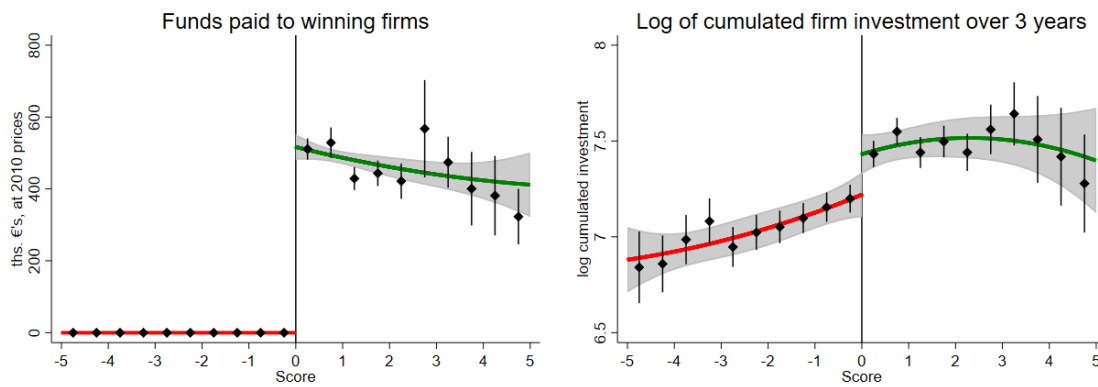 Funds paid to winning firms
ths. €'s, at 2010 prices
800
600
400
200
0
-5 -4 -3 -2 -1 0 1 2 3 4 5
Score
Log of cumulated firm investment over 3 years
log cumulated investment
8
7.5
7
6.5
-5 -4 -3 -2 -1 0 1 2 3 4 5
Score